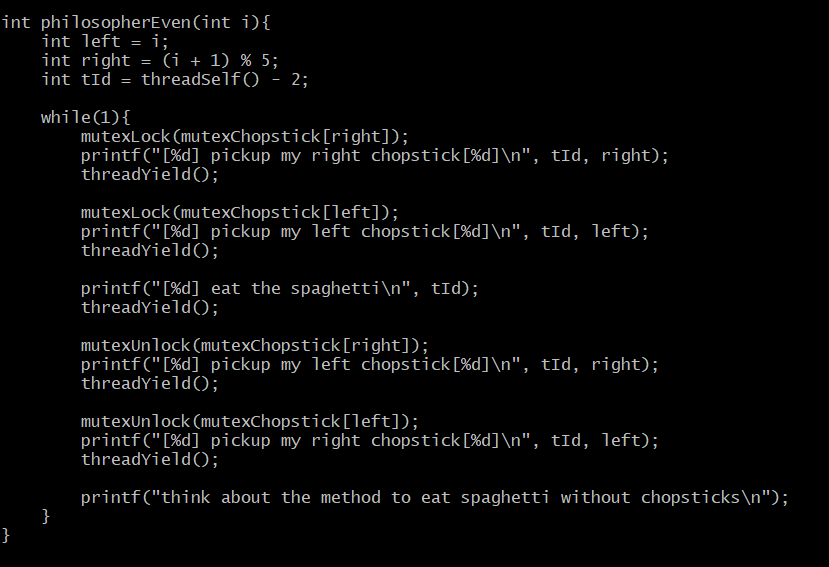 int philosopherEven(int i){
    int left = i;
    int right = (i + 1) % 5;
    int tId = threadSelf() - 2;

    while(1){
        mutexLock(mutexChopstick[right]);
        printf("[%d] pickup my right chopstick[%d]\n", tId, right);
        threadYield();

        mutexLock(mutexChopstick[left]);
        printf("[%d] pickup my left chopstick[%d]\n", tId, left);
        threadYield();

        printf("[%d] eat the spaghetti\n", tId);
        threadYield();

        mutexUnlock(mutexChopstick[right]);
        printf("[%d] pickup my left chopstick[%d]\n", tId, right);
        threadYield();

        mutexUnlock(mutexChopstick[left]);
        printf("[%d] pickup my right chopstick[%d]\n", tId, left);
        threadYield();

        printf("think about the method to eat spaghetti without chopsticks\n");
    }
}